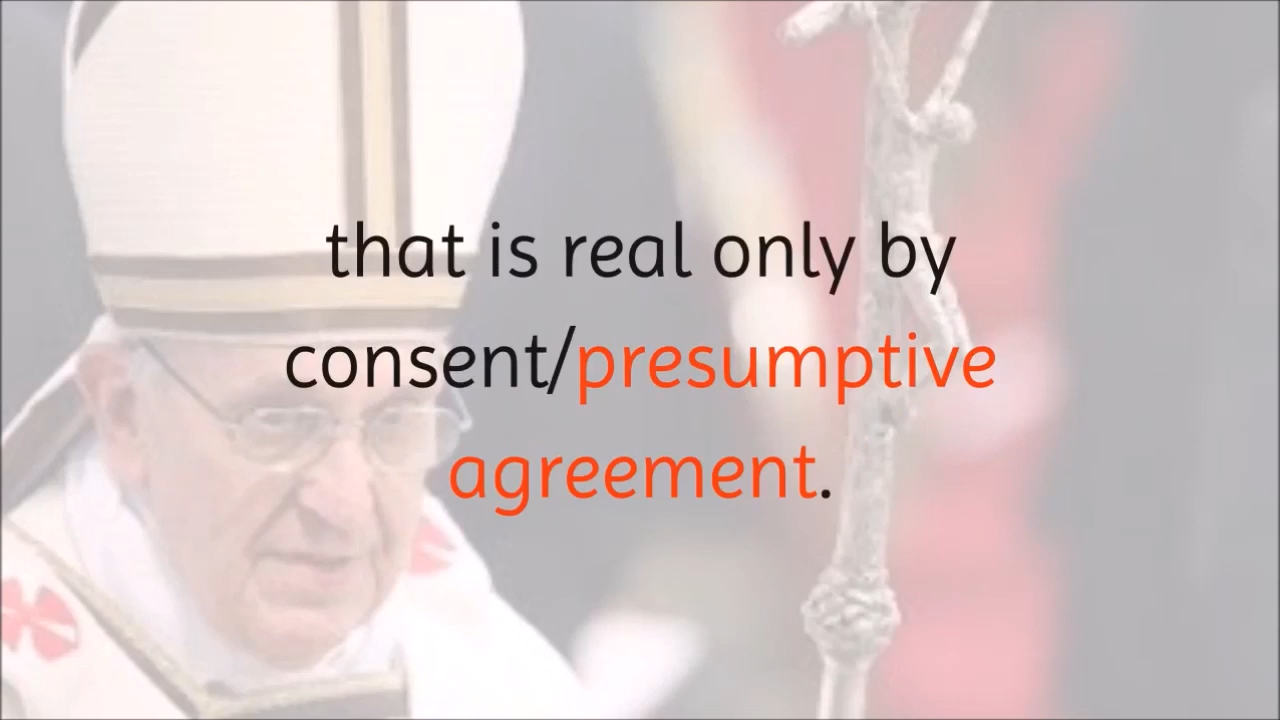 that is real only by
consent/presumptive
agreement.